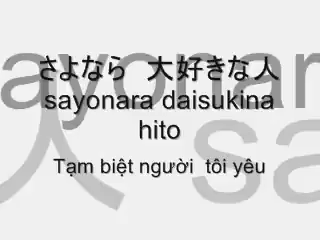 さよなら　大好きな人
sayonara daisukina
hito
Tạm biệt người  tôi yêu